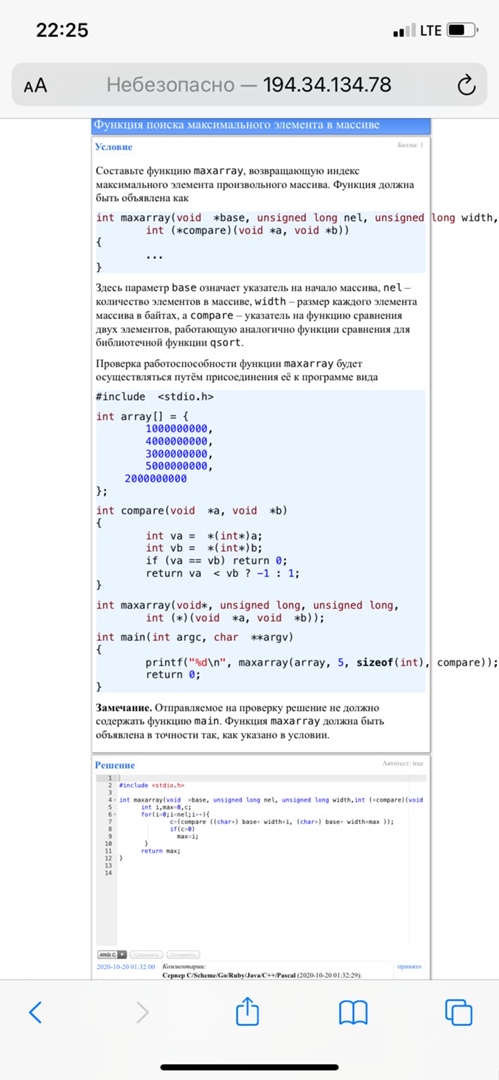 22:25
LTE
AA Небезопасно — 194.34.134.78
Функция поиска максимального элемента в массиве
Условие
Баллы: 1
Составьте функцию maxarray, возвращающую индекс
максимального элемента произвольного массива. Функция должна
быть объявлена как
int maxarray(void *base, unsigned long nel, unsigned long width,
int (*compare)(void *a, void *b))
{
...
}
Здесь параметр base означает указатель на начало массива, nel –
количество элементов в массиве, width – размер каждого элемента
массива в байтах, а compare – указатель на функцию сравнения
двух элементов, работающую аналогично функции сравнения для
библиотечной функции qsort.
Проверка работоспособности функции maxarray будет
осуществляться путём присоединения её к программе вида
#include <stdio.h>
int array[] = {
1000000000,
4000000000,
3000000000,
5000000000,
2000000000
};
int compare(void *a, void *b)
{
int va = *(int*)a;
int vb = *(int*)b;
if (va == vb) return 0;
return va < vb ? -1 : 1;
}
int maxarray(void*, unsigned long, unsigned long,
int (*)(void *a, void *b));
int main(int argc, char **argv)
{
printf("%d\n", maxarray(array, 5, sizeof(int), compare));
return 0;
}
Замечание. Отправляемое на проверку решение не должно
содержать функцию main. Функция maxarray должна быть
объявлена в точности так, как указано в условии.
Решение
Автотест: true
1
2 #include <stdio.h>
3
4 int maxarray(void *base, unsigned long nel, unsigned long width,int (*compare)(void
5 int i,max=0,c;
6 for(i=0;i<nel;i++){
7 c=(compare ((char*) base+ width*i, (char*) base+ width*max ));
8 if(c>0)
9 max=i;
10 }
11 return max;
12 }
13
14
ANSI C
2020-10-20 01:32:00 Комментарии: принято
Сервер C/Scheme/Go/Ruby/Java/C++/Pascal (2020-10-20 01:32:29):